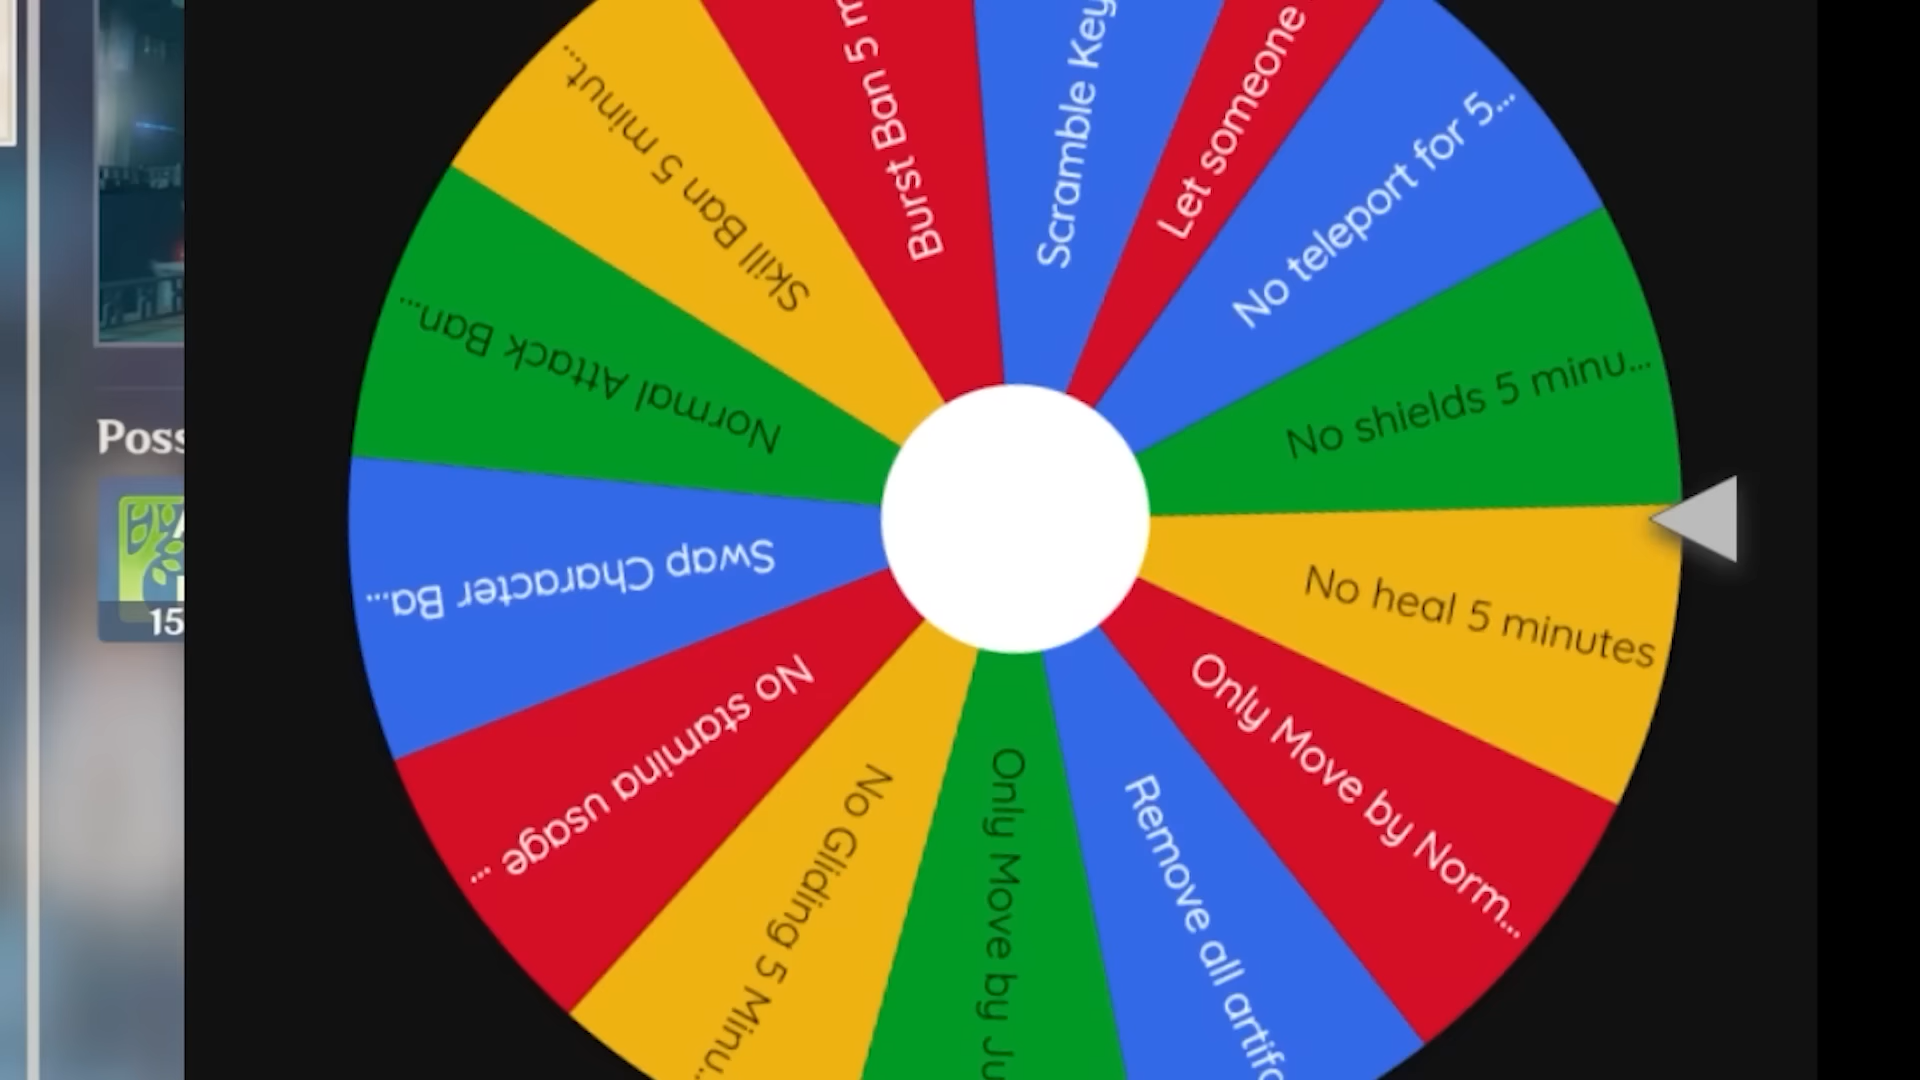 Poss
15
Burst Ban 5 m
Scramble Key
Let someone
No teleport for 5...
No shields 5 minu...
No heal 5 minutes
Only Move by Norm...
Remove all artifa
Only Move by Ju
No Gliding 5 Minu...
No stamina usage ...
Swap Character Ba...
Normal Attack Ban...
Skill Ban 5 minut...